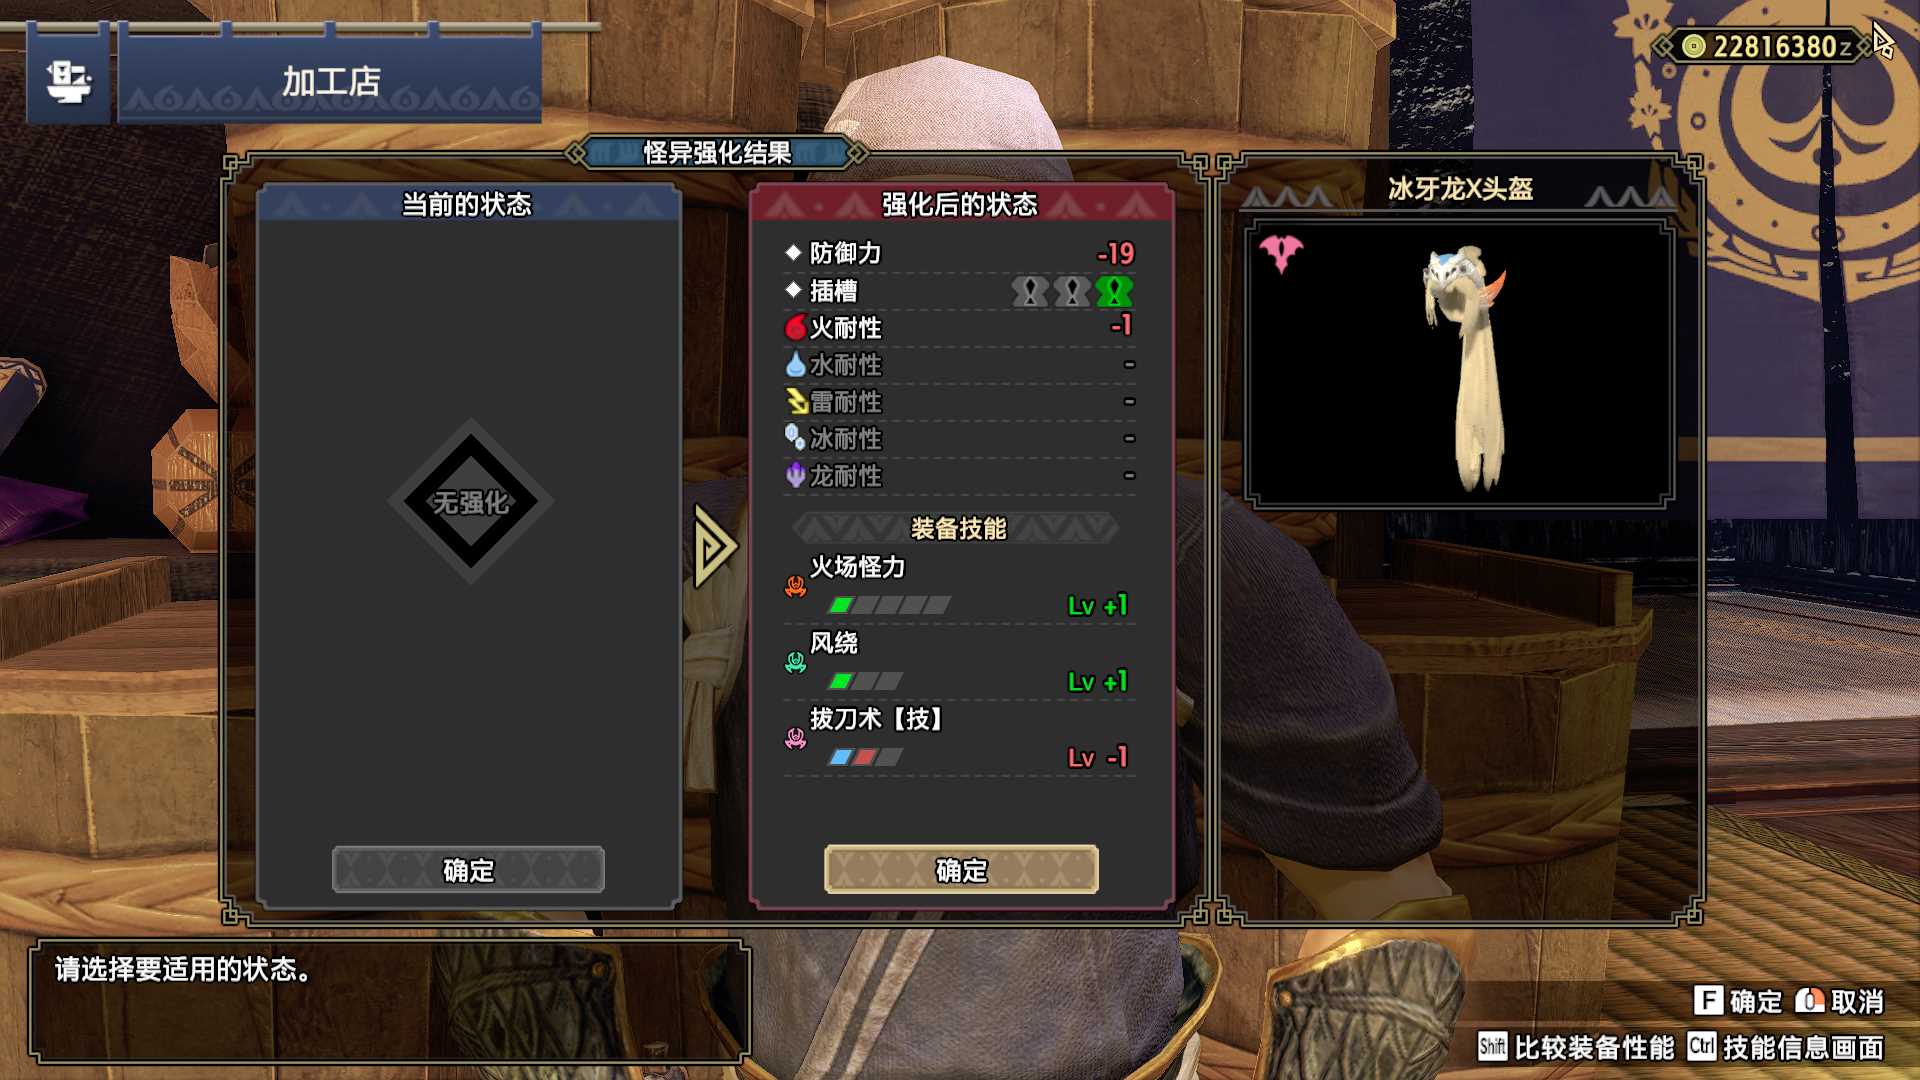 加工店
22816380z
怪异强化结果
当前的状态
无强化
确定
强化后的状态
防御力 -19
插槽
火耐性 -1
水耐性 -
雷耐性 -
冰耐性 -
龙耐性 -
装备技能
火场怪力
Lv +1
风绕
Lv +1
拔刀术【技】
Lv -1
确定
冰牙龙X头盔
请选择要适用的状态。
F 确定 取消
Shift 比较装备性能 Ctrl 技能信息画面